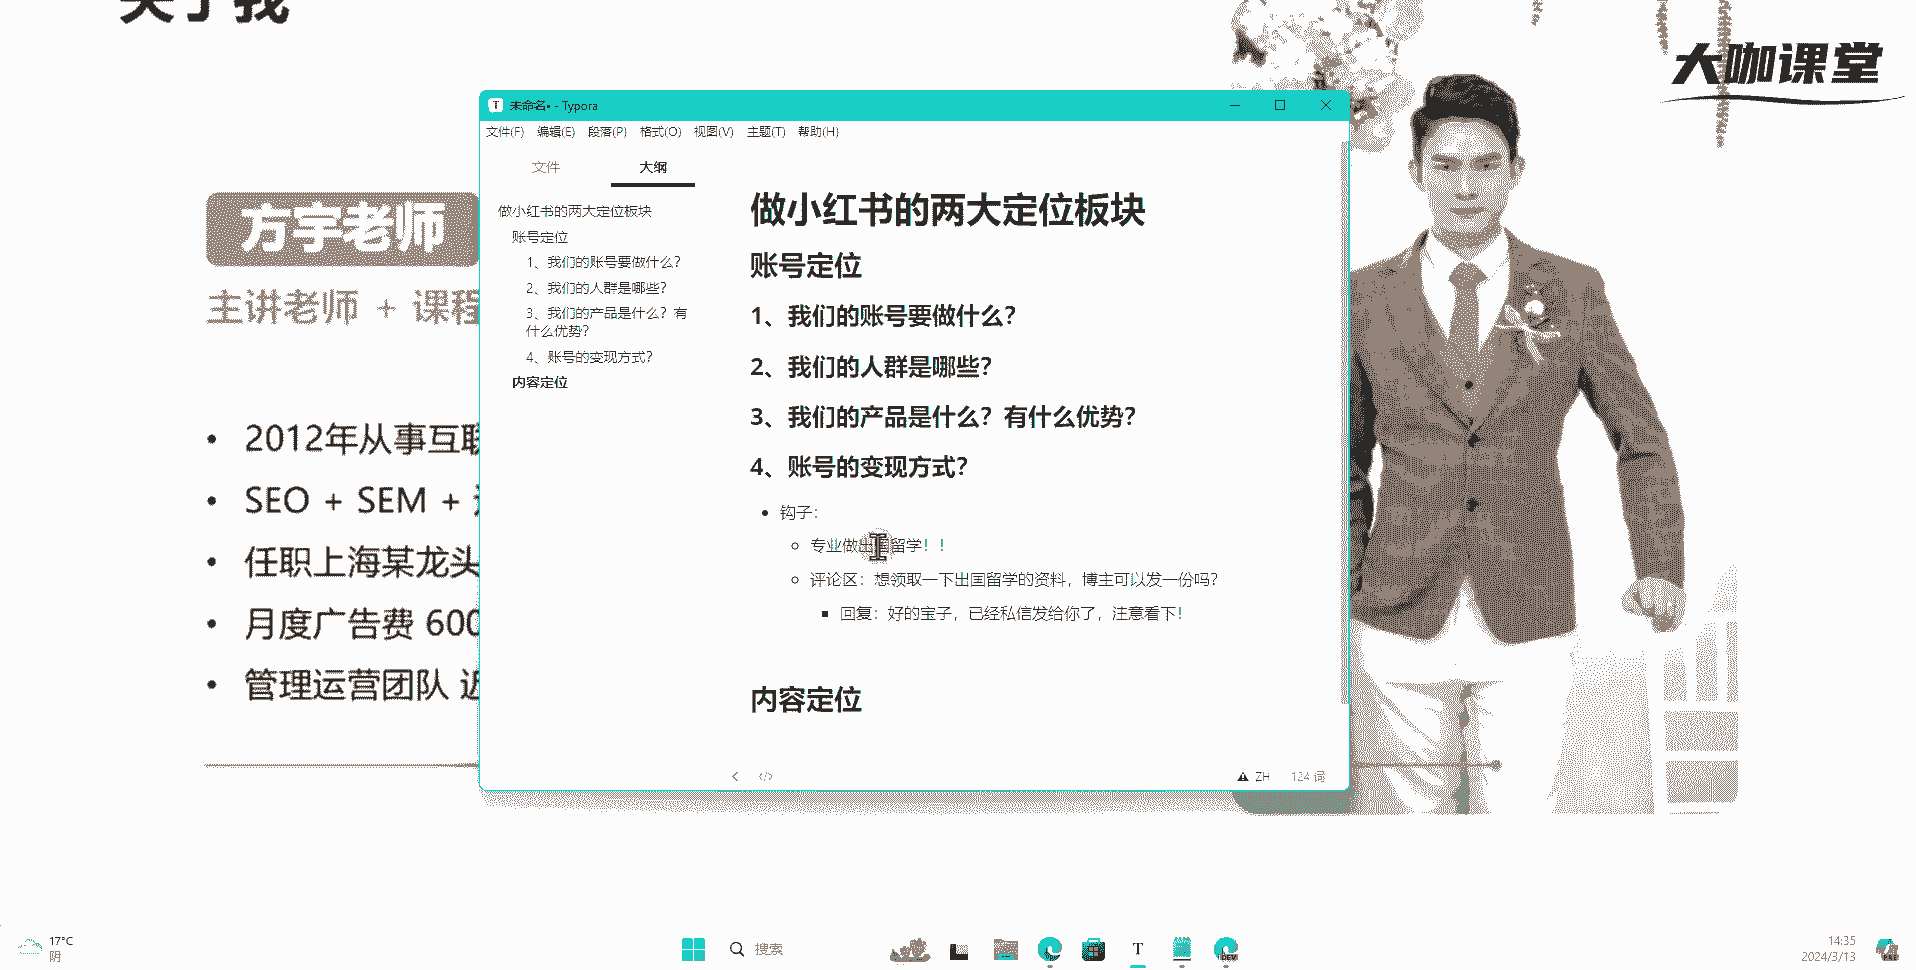 关于我
大咖课堂
方宇老师
主讲老师 + 课程
2012年从事互联
SEO + SEM +
任职上海某龙头
月度广告费 600
管理运营团队 近
未命名• - Typora
文件(F) 编辑(E) 段落(P) 格式(O) 视图(V) 主题(T) 帮助(H)
文件 大纲
做小红书的两大定位板块
账号定位
1、我们的账号要做什么？
2、我们的人群是哪些？
3、我们的产品是什么？有
什么优势？
4、账号的变现方式？
内容定位
做小红书的两大定位板块
账号定位
1、我们的账号要做什么？
2、我们的人群是哪些？
3、我们的产品是什么？有什么优势？
4、账号的变现方式？
钩子：
专业做出国留学！！
评论区：想领取一下出国留学的资料，博主可以发一份吗？
回复：好的宝子，已经私信发给你了，注意看下！
内容定位
ZH 124 词
17°C
阴
搜索
T
DEV
14:35
2024/3/13
PRE